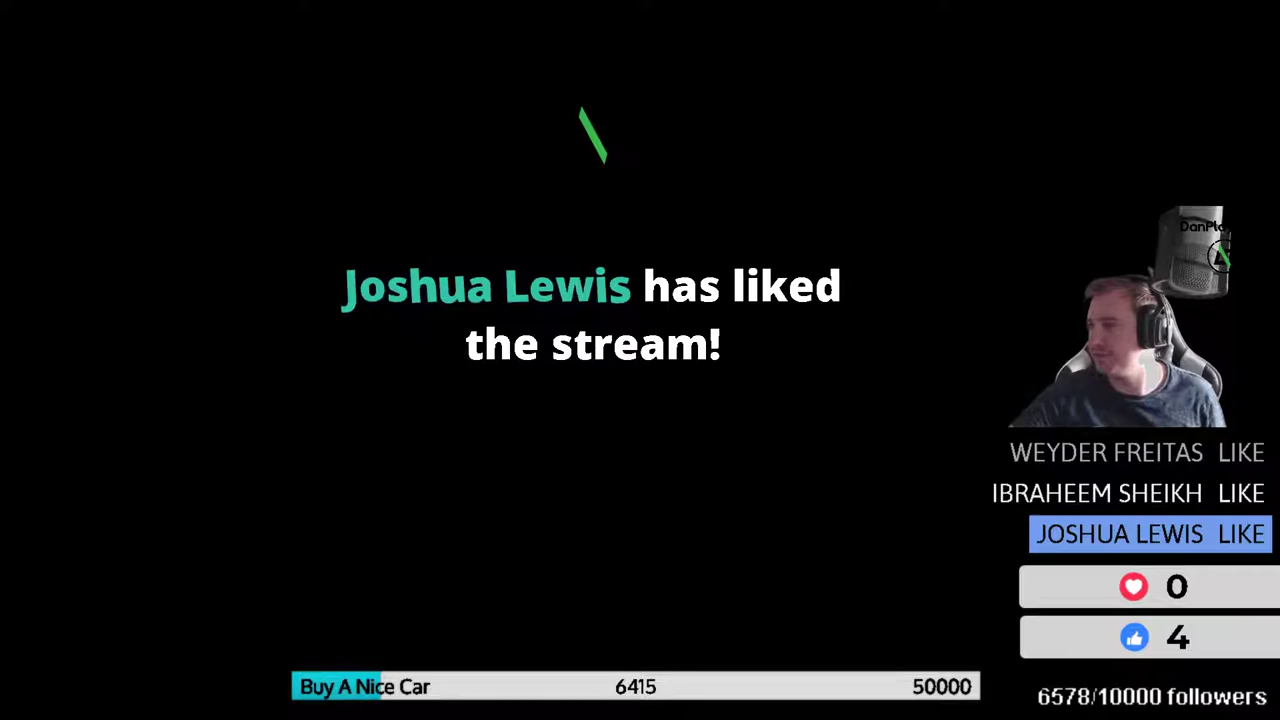 Joshua Lewis has liked
the stream!
WEYDER FREITAS LIKE
IBRAHEEM SHEIKH LIKE
JOSHUA LEWIS LIKE
0
4
Buy A Nice Car 6415 50000
6578/10000 followers